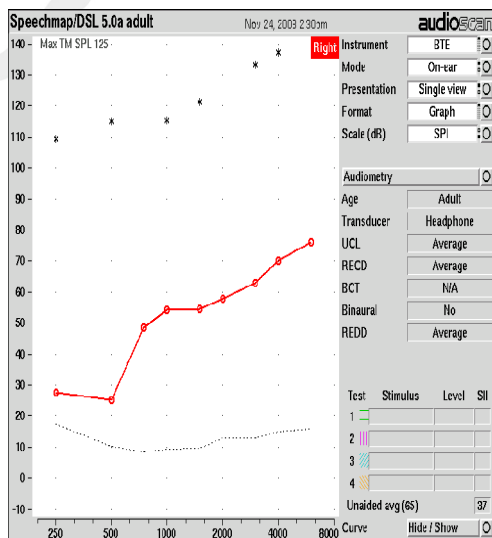 Speechmap/DSL 5.0a adult
Nov 24, 2003 2:30pm
audioscan
Max TM SPL 125
Right
140
130
120
110
100
90
80
70
60
50
40
30
20
10
0
-10
250 500 1000 2000 4000 8000
Instrument BTE
Mode On-ear
Presentation Single view
Format Graph
Scale (dB) SPL
Audiometry
Age Adult
Transducer Headphone
UCL Average
RECD Average
BCT N/A
Binaural No
REDD Average
Test Stimulus Level SII
1
2
3
4
Unaided avg (65) 37
Curve Hide / Show